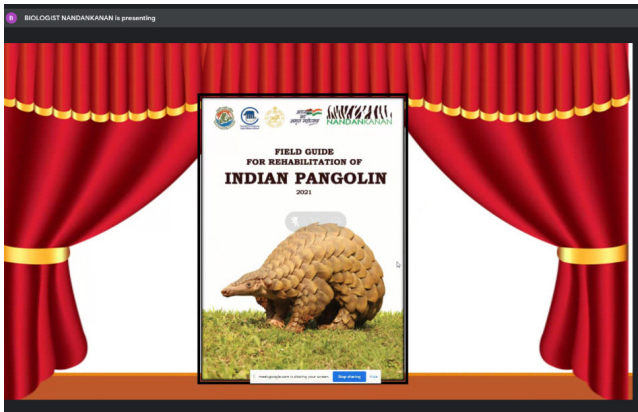 B BIOLOGIST NANDANKANAN is presenting
NANDANKANAN
FIELD GUIDE
FOR REHABILITATION OF
INDIAN PANGOLIN
2021
meet.google.com is sharing your screen.
Stop sharing
Hide